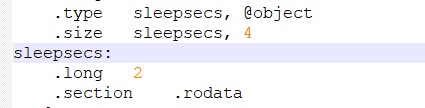 .type sleepsecs, @object
.size sleepsecs, 4
sleepsecs:
.long 2
.section .rodata